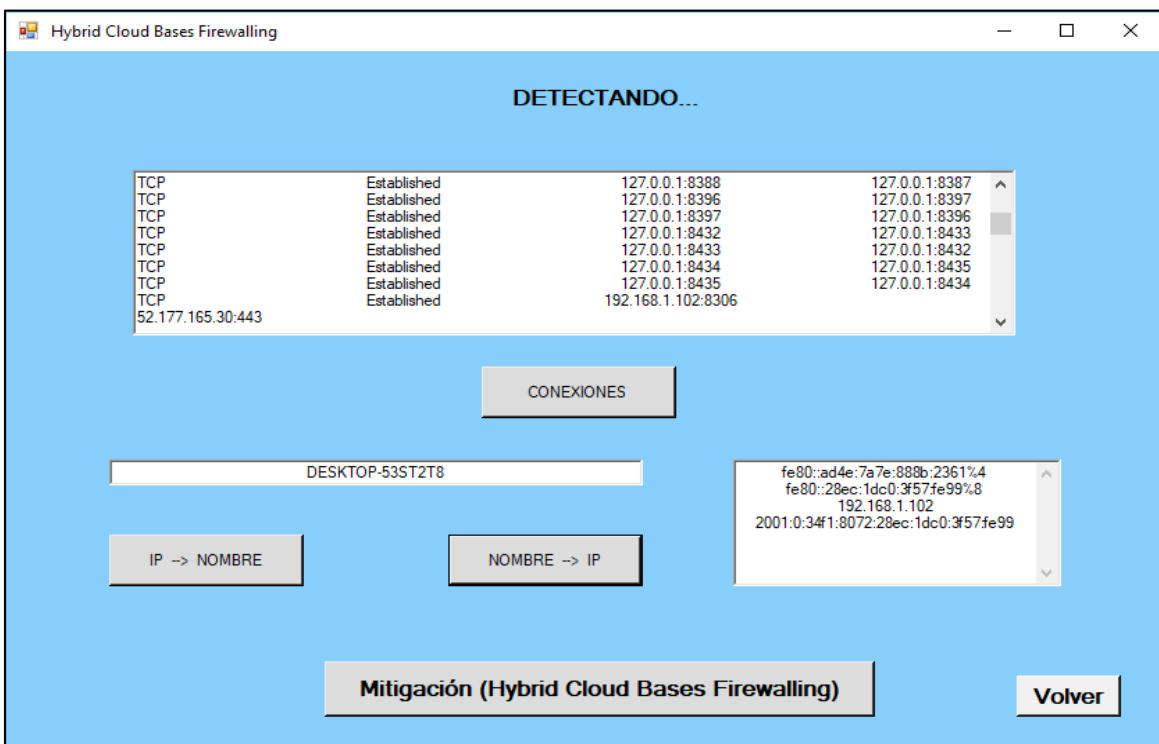 Hybrid Cloud Bases Firewalling
DETECTANDO...
TCP Established 127.0.0.1:8388 127.0.0.1:8387
TCP Established 127.0.0.1:8396 127.0.0.1:8397
TCP Established 127.0.0.1:8397 127.0.0.1:8396
TCP Established 127.0.0.1:8432 127.0.0.1:8433
TCP Established 127.0.0.1:8433 127.0.0.1:8432
TCP Established 127.0.0.1:8434 127.0.0.1:8435
TCP Established 127.0.0.1:8435 127.0.0.1:8434
TCP Established 192.168.1.102:8306
52.177.165.30:443
CONEXIONES
DESKTOP-53ST2T8
fe80::ad4e:7a7e:888b:2361%4
fe80::28ec:1dc0:3f57:fe99%8
192.168.1.102
2001:0:34f1:8072:28ec:1dc0:3f57:fe99
IP --> NOMBRE
NOMBRE --> IP
Mitigación (Hybrid Cloud Bases Firewalling)
Volver